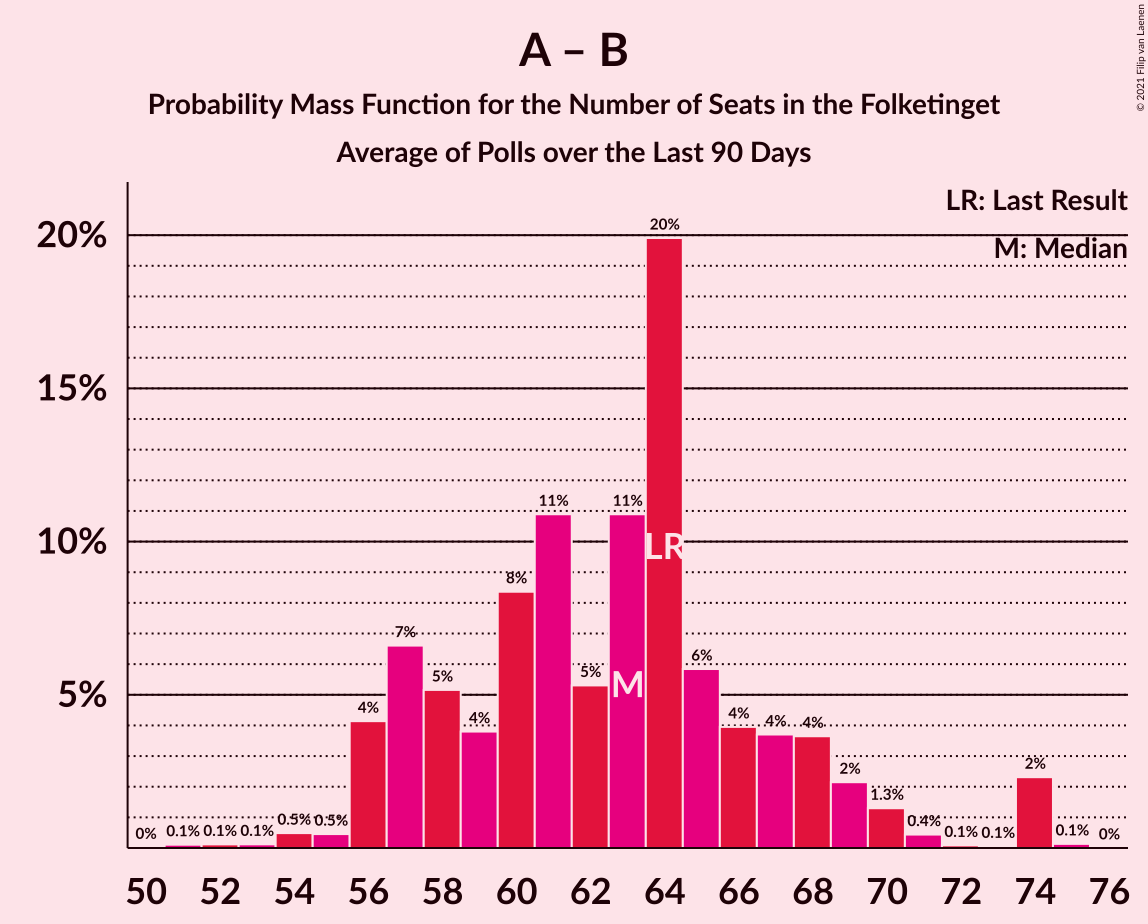 A – B
Probability Mass Function for the Number of Seats in the Folketinget
Average of Polls over the Last 90 Days
© 2021 Filip van Laenen
LR: Last Result
M: Median
20%
15%
10%
5%
0% 0.1% 0.1% 0.1% 0.5% 0.5% 4% 7% 5% 4% 8% 11% 5% 11% 20% 6% 4% 4% 4% 2% 1.3% 0.4% 0.1% 0.1% 2% 0.1% 0%
LR
M
50 52 54 56 58 60 62 64 66 68 70 72 74 76